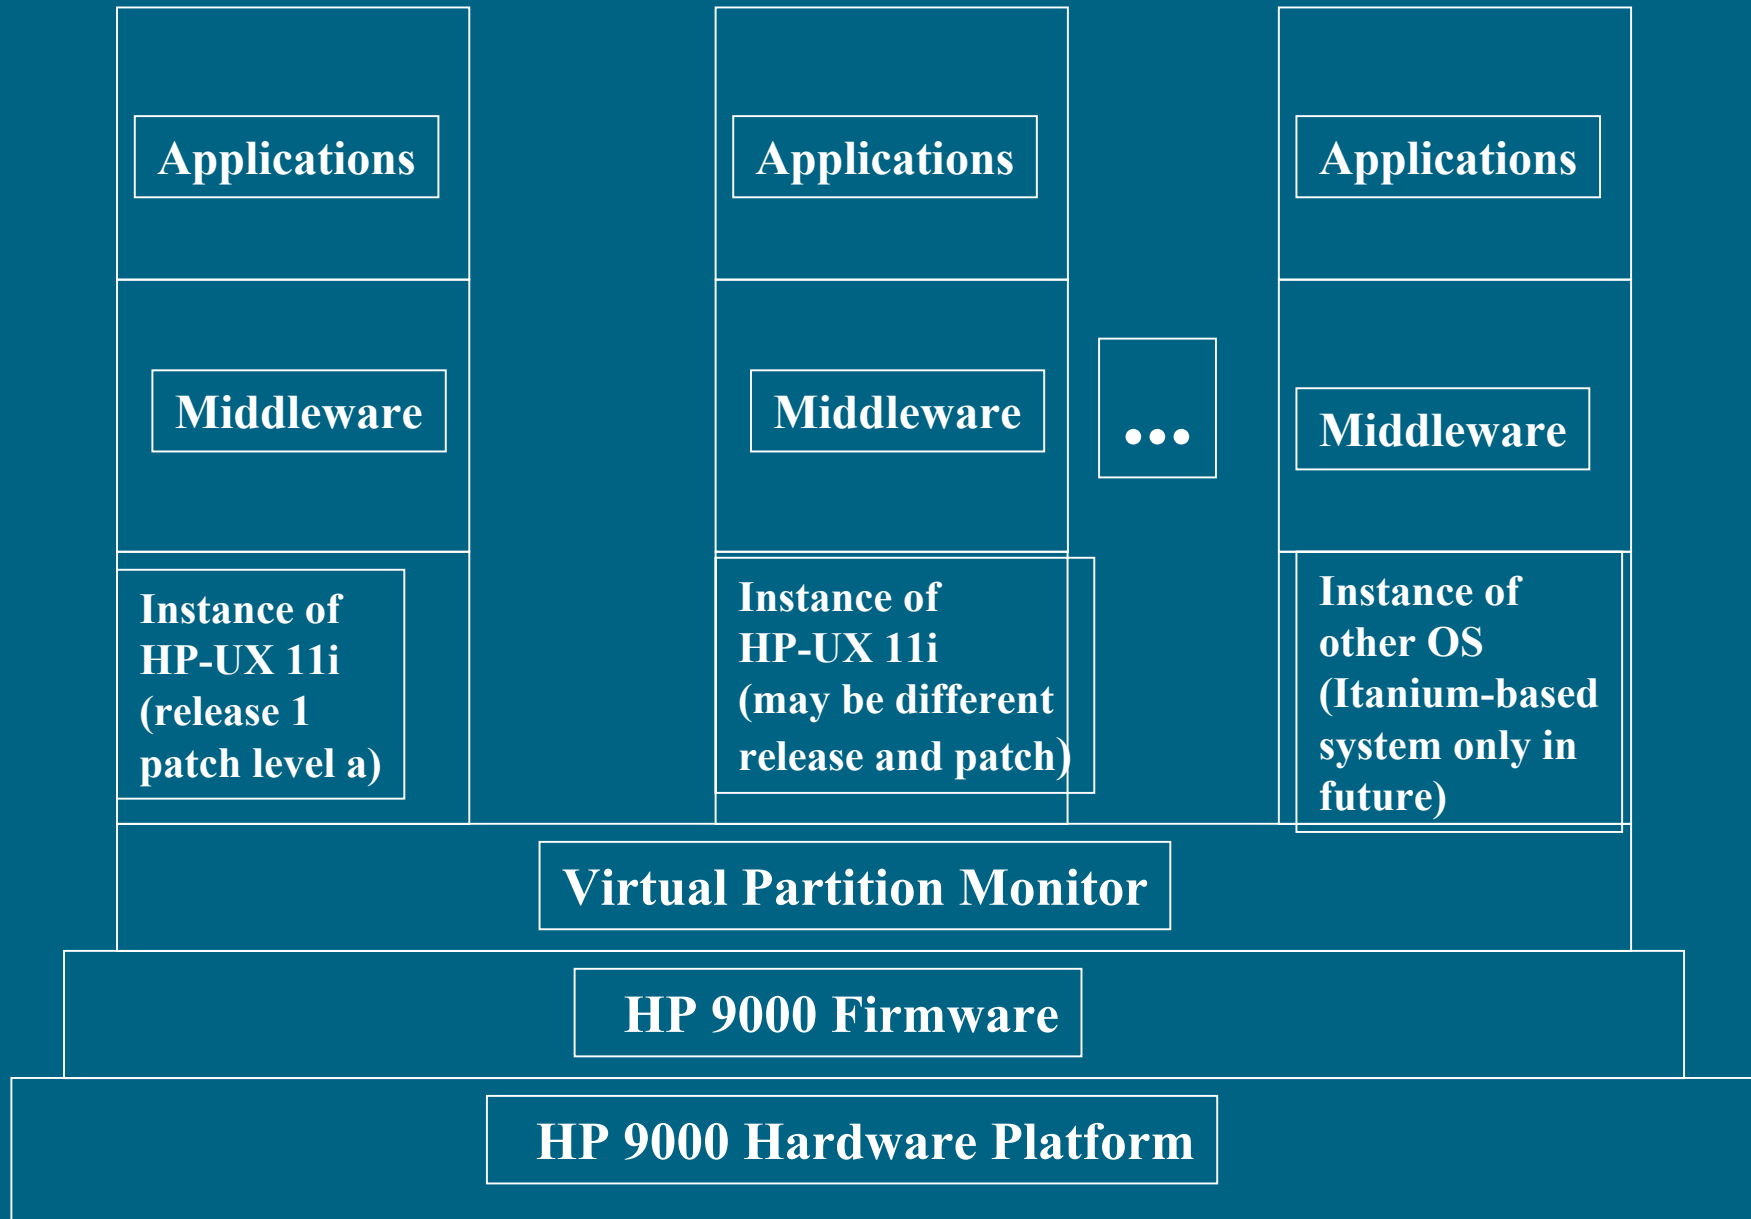 Applications
Applications
Applications
Middleware
Middleware
...
Middleware
Instance of
HP-UX 11i
(release 1
patch level a)
Instance of
HP-UX 11i
(may be different
release and patch)
Instance of
other OS
(Itanium-based
system only in
future)
Virtual Partition Monitor
HP 9000 Firmware
HP 9000 Hardware Platform